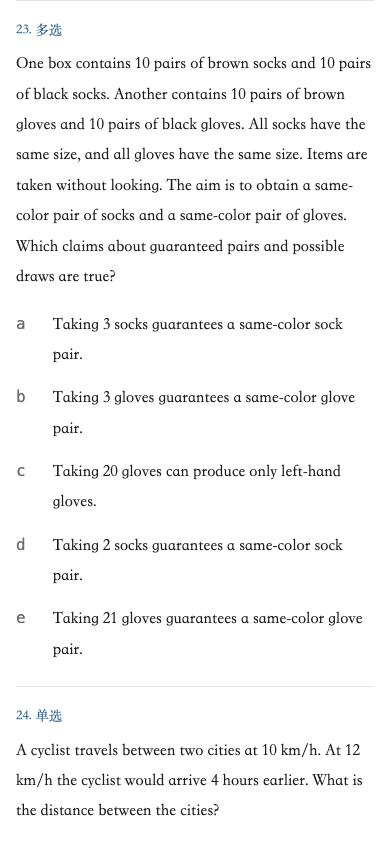 23. 多选
One box contains 10 pairs of brown socks and 10 pairs
of black socks. Another contains 10 pairs of brown
gloves and 10 pairs of black gloves. All socks have the
same size, and all gloves have the same size. Items are
taken without looking. The aim is to obtain a same-
color pair of socks and a same-color pair of gloves.
Which claims about guaranteed pairs and possible
draws are true?
a Taking 3 socks guarantees a same-color sock
pair.
b Taking 3 gloves guarantees a same-color glove
pair.
c Taking 20 gloves can produce only left-hand
gloves.
d Taking 2 socks guarantees a same-color sock
pair.
e Taking 21 gloves guarantees a same-color glove
pair.
24. 单选
A cyclist travels between two cities at 10 km/h. At 12
km/h the cyclist would arrive 4 hours earlier. What is
the distance between the cities?